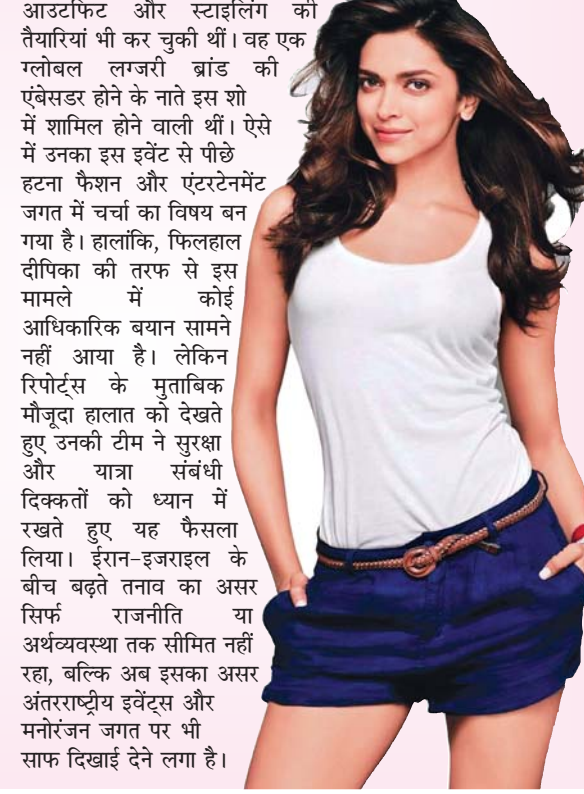 आउटफिट और स्टाइलिंग की
तैयारियां भी कर चुकी थीं। वह एक
ग्लोबल लग्जरी ब्रांड की
एंबेसडर होने के नाते इस शो
में शामिल होने वाली थीं। ऐसे
में उनका इस इवेंट से पीछे
हटना फैशन और एंटरटेनमेंट
जगत में चर्चा का विषय बन
गया है। हालांकि, फिलहाल
दीपिका की तरफ से इस
मामले में कोई
आधिकारिक बयान सामने
नहीं आया है। लेकिन
रिपोर्ट्स के मुताबिक
मौजूदा हालात को देखते
हुए उनकी टीम ने सुरक्षा
और यात्रा संबंधी
दिक्कतों को ध्यान में
रखते हुए यह फैसला
लिया। ईरान-इजराइल के
बीच बढ़ते तनाव का असर
सिर्फ राजनीति या
अर्थव्यवस्था तक सीमित नहीं
रहा, बल्कि अब इसका असर
अंतरराष्ट्रीय इवेंट्स और
मनोरंजन जगत पर भी
साफ दिखाई देने लगा है।